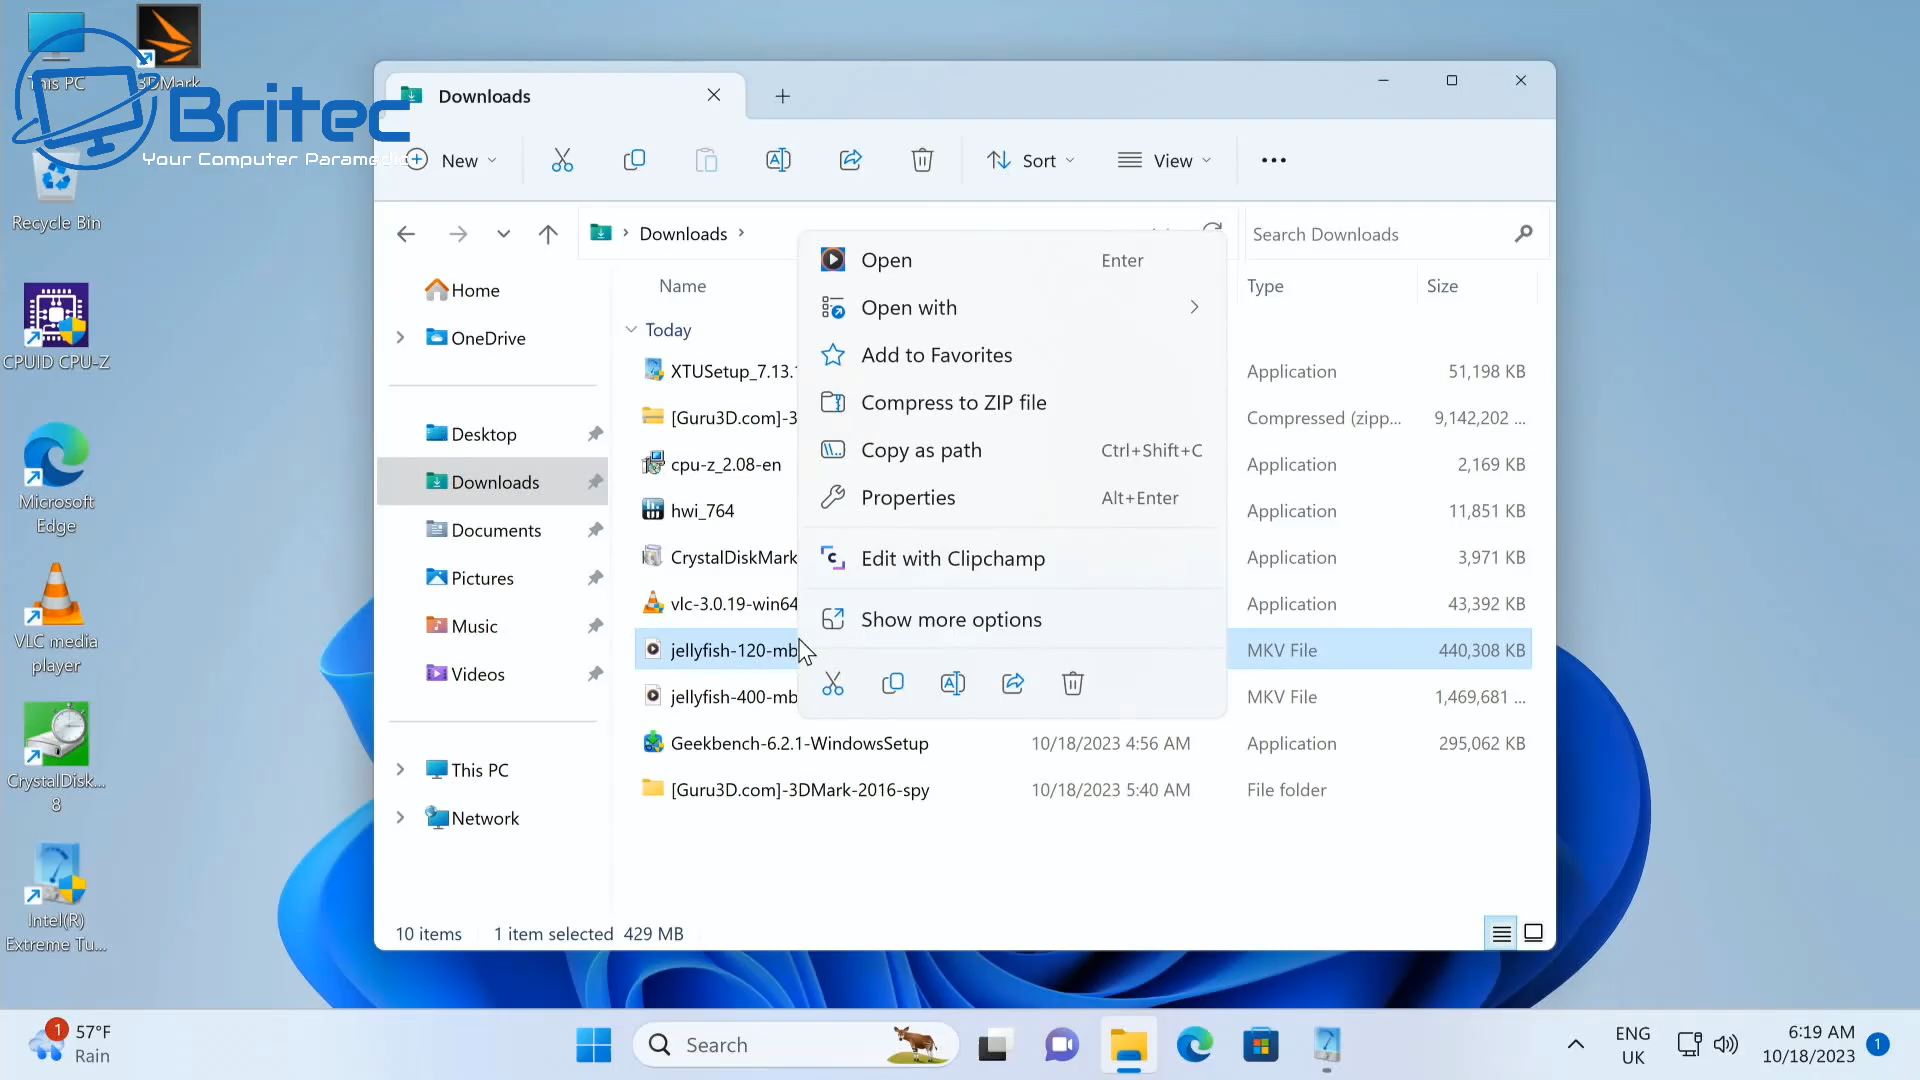 This PC
3DMark
Britec
Your Computer Paramedic
Recycle Bin
CPUID CPU-Z
Microsoft
Edge
VLC media
player
CrystalDisk...
8
Intel(R)
Extreme Tu...
Downloads
New
Sort
View
Downloads
Search Downloads
Home
OneDrive
Desktop
Downloads
Documents
Pictures
Music
Videos
This PC
Network
Name
Type
Size
Today
XTUSetup_7.13.1
Application
51,198 KB
[Guru3D.com]-3
Compressed (zipp...
9,142,202 ...
cpu-z_2.08-en
Application
2,169 KB
hwi_764
Application
11,851 KB
CrystalDiskMark
Application
3,971 KB
vlc-3.0.19-win64
Application
43,392 KB
jellyfish-120-mb
MKV File
440,308 KB
jellyfish-400-mb
MKV File
1,469,681 ...
Geekbench-6.2.1-WindowsSetup
10/18/2023 4:56 AM
Application
295,062 KB
[Guru3D.com]-3DMark-2016-spy
10/18/2023 5:40 AM
File folder
Open
Enter
Open with
Add to Favorites
Compress to ZIP file
Copy as path
Ctrl+Shift+C
Properties
Alt+Enter
Edit with Clipchamp
Show more options
10 items
1 item selected 429 MB
1
57°F
Rain
Search
ENG
UK
6:19 AM
10/18/2023
1